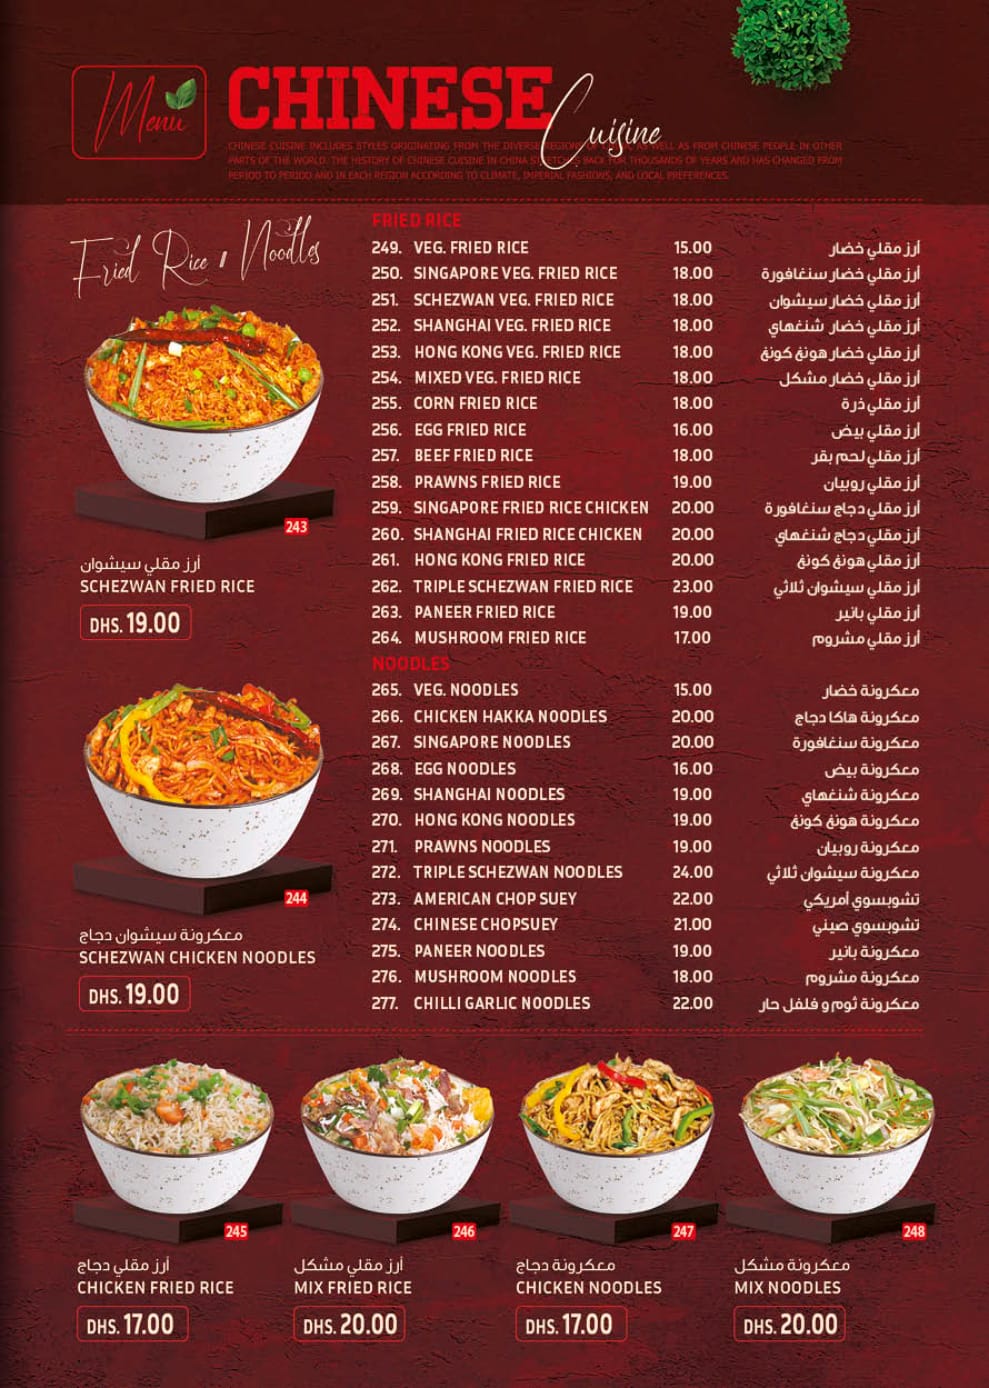 Menu
CHINESE Cuisine
CHINESE CUISINE INCLUDES STYLES ORIGINATING FROM THE DIVERSE REGIONS OF CHINA, AS WELL AS FROM CHINESE PEOPLE IN OTHER
PARTS OF THE WORLD. THE HISTORY OF CHINESE CUISINE IN CHINA STRETCHES BACK FOR THOUSANDS OF YEARS AND HAS CHANGED FROM
PERIOD TO PERIOD AND IN EACH REGION ACCORDING TO CLIMATE, IMPERIAL FASHIONS, AND LOCAL PREFERENCES.
Fried Rice // Noodles
243
أرز مقلي سيشوان
SCHEZWAN FRIED RICE
DHS. 19.00
244
معكرونة سيشوان دجاج
SCHEZWAN CHICKEN NOODLES
DHS. 19.00
FRIED RICE
249. VEG. FRIED RICE 15.00 أرز مقلي خضار
250. SINGAPORE VEG. FRIED RICE 18.00 أرز مقلي خضار سنغافورة
251. SCHEZWAN VEG. FRIED RICE 18.00 أرز مقلي خضار سيشوان
252. SHANGHAI VEG. FRIED RICE 18.00 أرز مقلي خضار شنغهاي
253. HONG KONG VEG. FRIED RICE 18.00 أرز مقلي خضار هونغ كونغ
254. MIXED VEG. FRIED RICE 18.00 أرز مقلي خضار مشكل
255. CORN FRIED RICE 18.00 أرز مقلي ذرة
256. EGG FRIED RICE 16.00 أرز مقلي بيض
257. BEEF FRIED RICE 18.00 أرز مقلي لحم بقر
258. PRAWNS FRIED RICE 19.00 أرز مقلي روبيان
259. SINGAPORE FRIED RICE CHICKEN 20.00 أرز مقلي دجاج سنغافورة
260. SHANGHAI FRIED RICE CHICKEN 20.00 أرز مقلي دجاج شنغهاي
261. HONG KONG FRIED RICE 20.00 أرز مقلي هونغ كونغ
262. TRIPLE SCHEZWAN FRIED RICE 23.00 أرز مقلي سيشوان ثلاثي
263. PANEER FRIED RICE 19.00 أرز مقلي بانير
264. MUSHROOM FRIED RICE 17.00 أرز مقلي مشروم
NOODLES
265. VEG. NOODLES 15.00 معكرونة خضار
266. CHICKEN HAKKA NOODLES 20.00 معكرونة هاكا دجاج
267. SINGAPORE NOODLES 20.00 معكرونة سنغافورة
268. EGG NOODLES 16.00 معكرونة بيض
269. SHANGHAI NOODLES 19.00 معكرونة شنغهاي
270. HONG KONG NOODLES 19.00 معكرونة هونغ كونغ
271. PRAWNS NOODLES 19.00 معكرونة روبيان
272. TRIPLE SCHEZWAN NOODLES 24.00 معكرونة سيشوان ثلاثي
273. AMERICAN CHOP SUEY 22.00 تشوبسوي أمريكي
274. CHINESE CHOPSUEY 21.00 تشوبسوي صيني
275. PANEER NOODLES 19.00 معكرونة بانير
276. MUSHROOM NOODLES 18.00 معكرونة مشروم
277. CHILLI GARLIC NOODLES 22.00 معكرونة ثوم و فلفل حار
245
أرز مقلي دجاج
CHICKEN FRIED RICE
DHS. 17.00
246
أرز مقلي مشكل
MIX FRIED RICE
DHS. 20.00
247
معكرونة دجاج
CHICKEN NOODLES
DHS. 17.00
248
معكرونة مشكل
MIX NOODLES
DHS. 20.00